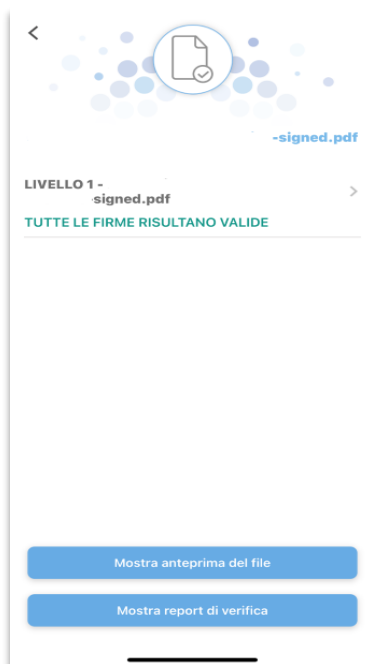 -signed.pdf
LIVELLO 1 -
signed.pdf
TUTTE LE FIRME RISULTANO VALIDE
Mostra anteprima del file
Mostra report di verifica